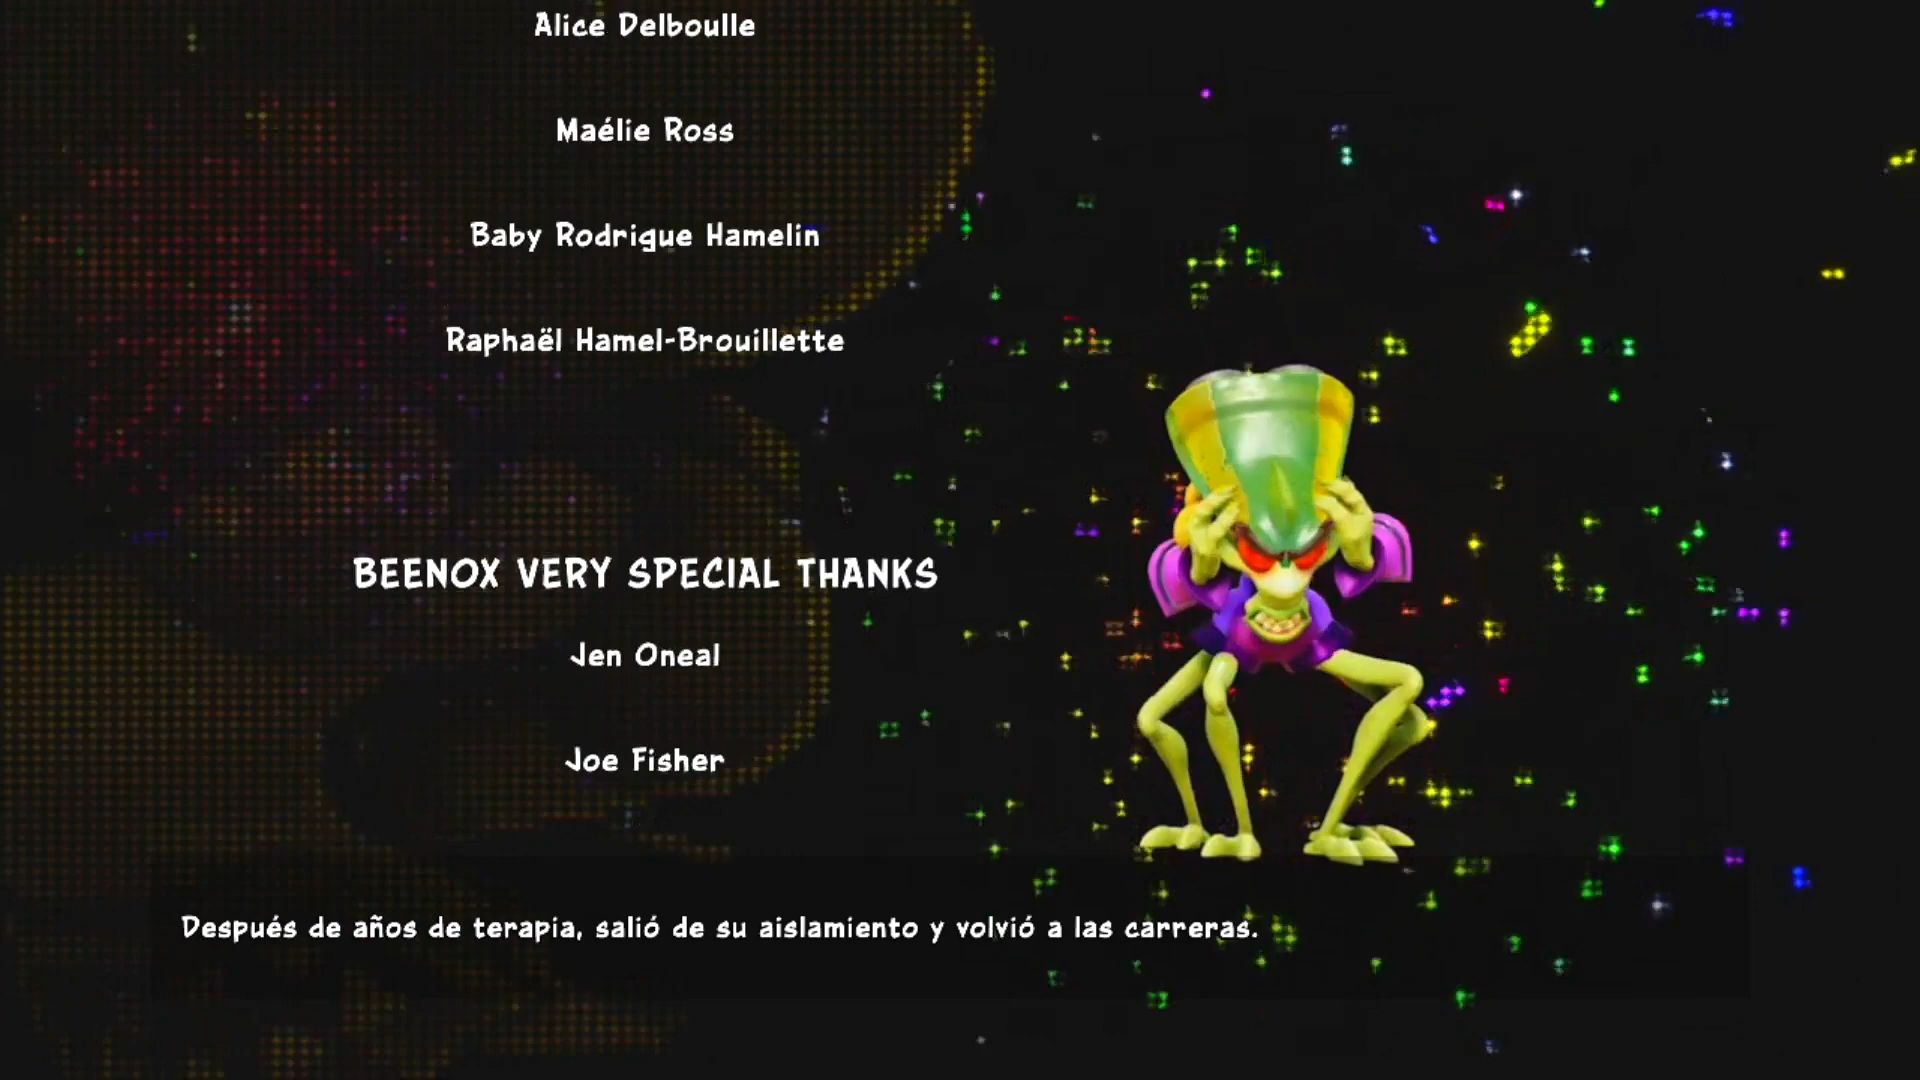 Alice Delboulle
Maélie Ross
Baby Rodrigue Hamelin
Raphaël Hamel-Brouillette
BEENOX VERY SPECIAL THANKS
Jen Oneal
Joe Fisher
Después de años de terapia, salió de su aislamiento y volvió a las carreras.